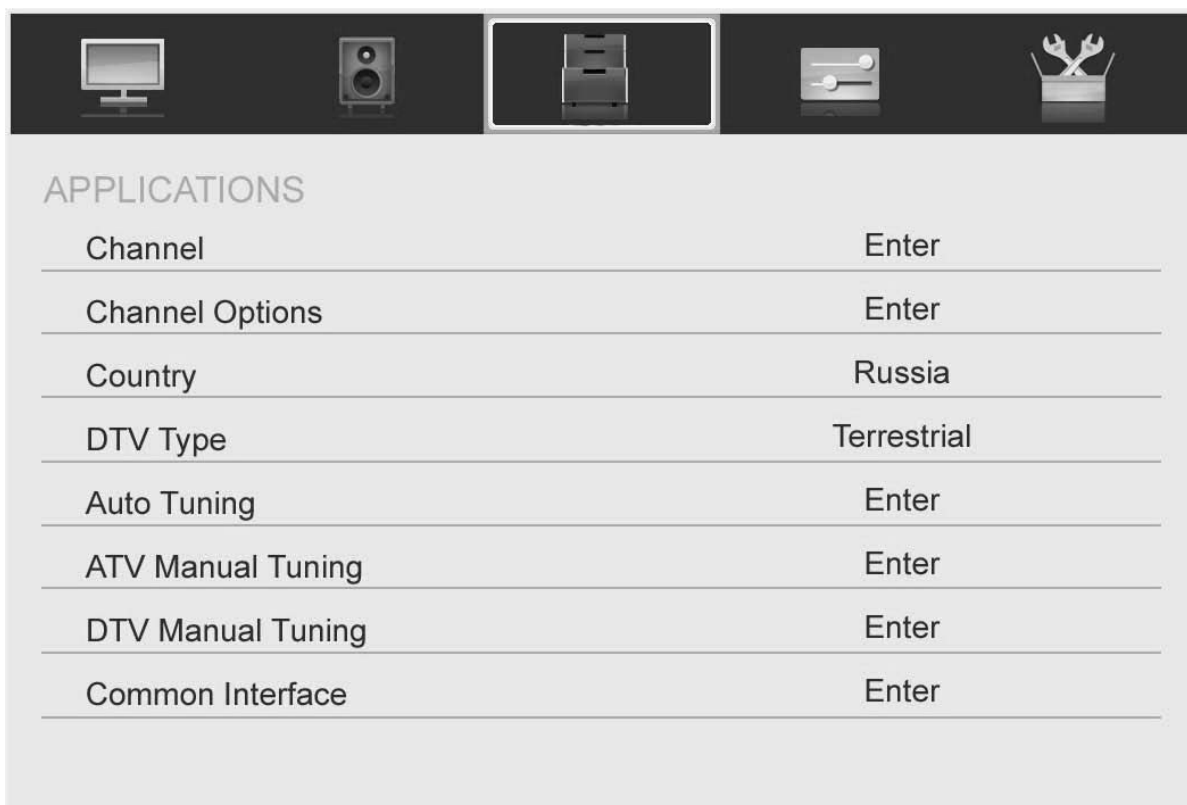 APPLICATIONS
Channel Enter
Channel Options Enter
Country Russia
DTV Type Terrestrial
Auto Tuning Enter
ATV Manual Tuning Enter
DTV Manual Tuning Enter
Common Interface Enter